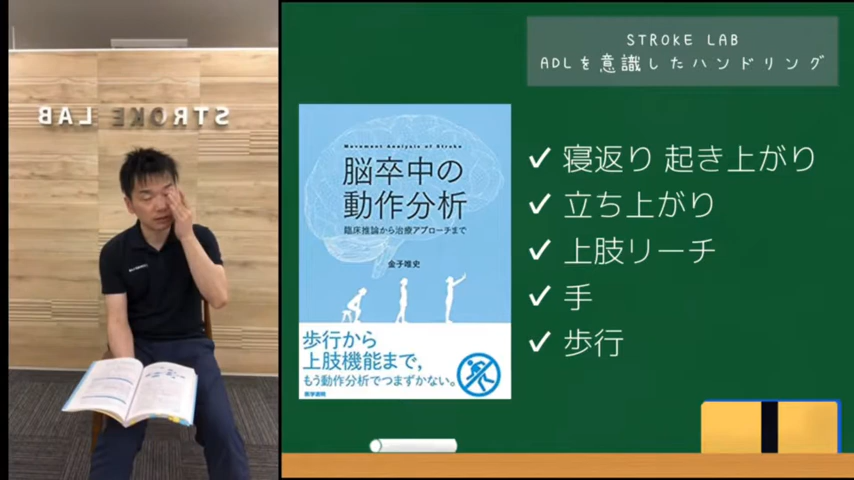 STROKE LAB
STROKE LAB
ADLを意識したハンドリング
Movement Analysis of Stroke
脳卒中の
動作分析
臨床推論から治療アプローチまで
金子唯史
歩行から
上肢機能まで,
もう動作分析でつまずかない。
医学書院
✓ 寝返り 起き上がり
✓ 立ち上がり
✓ 上肢リーチ
✓ 手
✓ 歩行